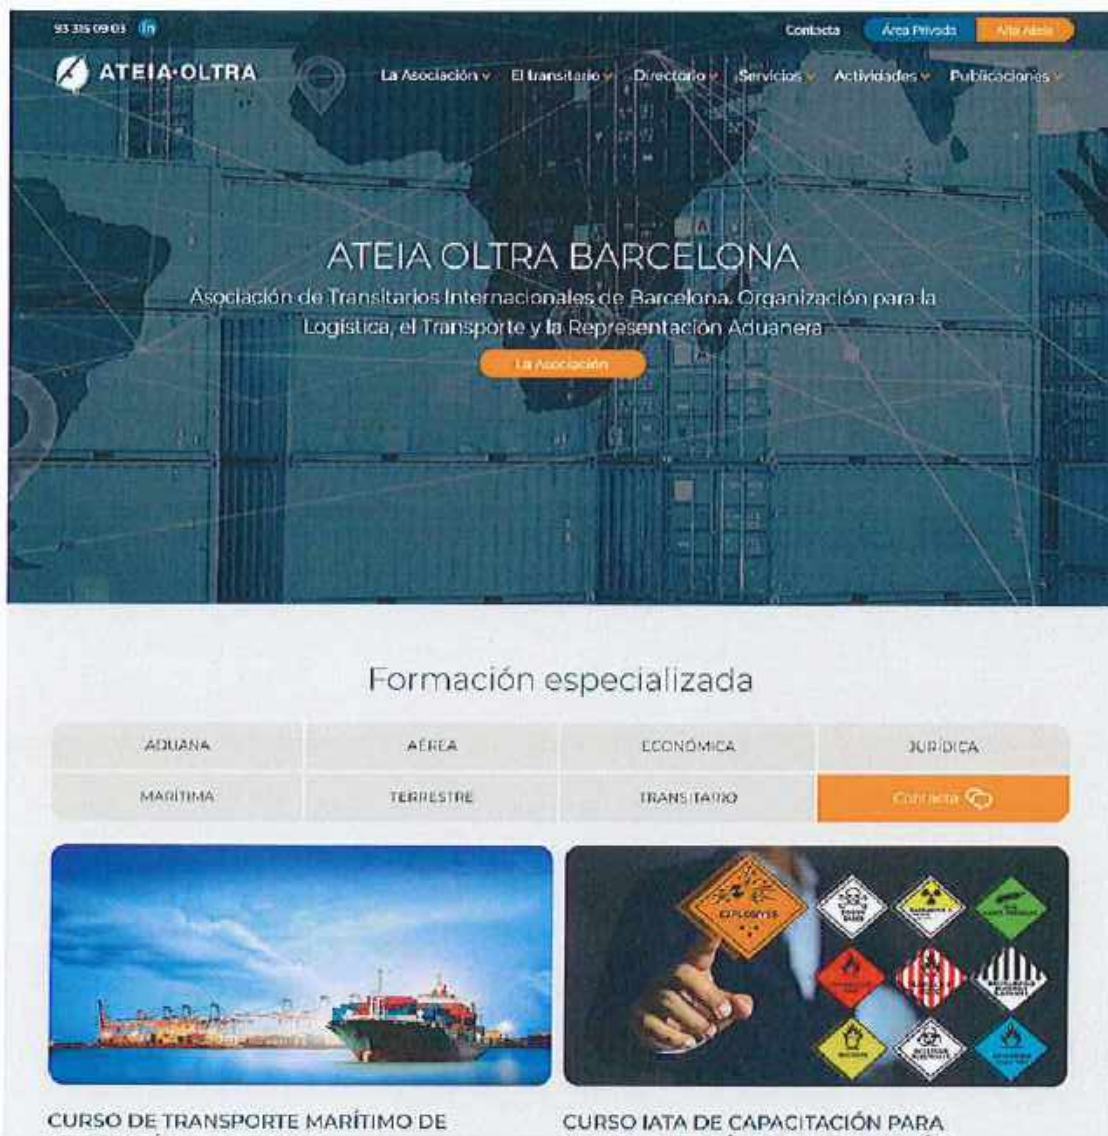 93 315 09 03 in
Contacta Área Privada Alta Ateia
ATEIA·OLTRA
La Asociación El transitario Directorio Servicios Actividades Publicaciones
ATEIA OLTRA BARCELONA
Asociación de Transitarios Internacionales de Barcelona. Organización para la
Logística, el Transporte y la Representación Aduanera
La Asociación
Formación especializada
ADUANA AÉREA ECONÓMICA JURÍDICA
MARÍTIMA TERRESTRE TRANSITARIO Contacta
EXPLOSIVES
CURSO DE TRANSPORTE MARÍTIMO DE
CURSO IATA DE CAPACITACIÓN PARA